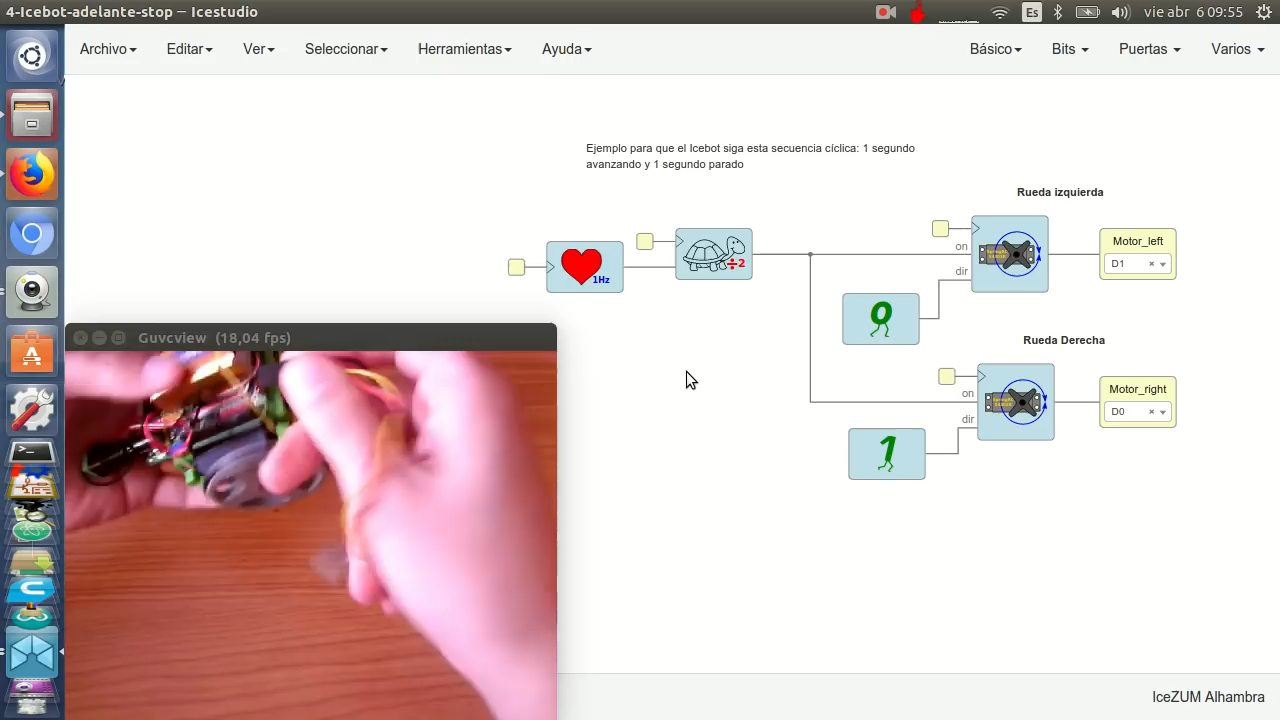 4-Icebot-adelante-stop – Icestudio
Es
vie abr 6 09:55
Archivo
Editar
Ver
Seleccionar
Herramientas
Ayuda
Básico
Bits
Puertas
Varios
Ejemplo para que el Icebot siga esta secuencia cíclica: 1 segundo
avanzando y 1 segundo parado
Rueda izquierda
1Hz
÷2
on
dir
Motor_left
D1
0
Rueda Derecha
on
dir
Motor_right
D0
1
Guvcview (18,04 fps)
IceZUM Alhambra